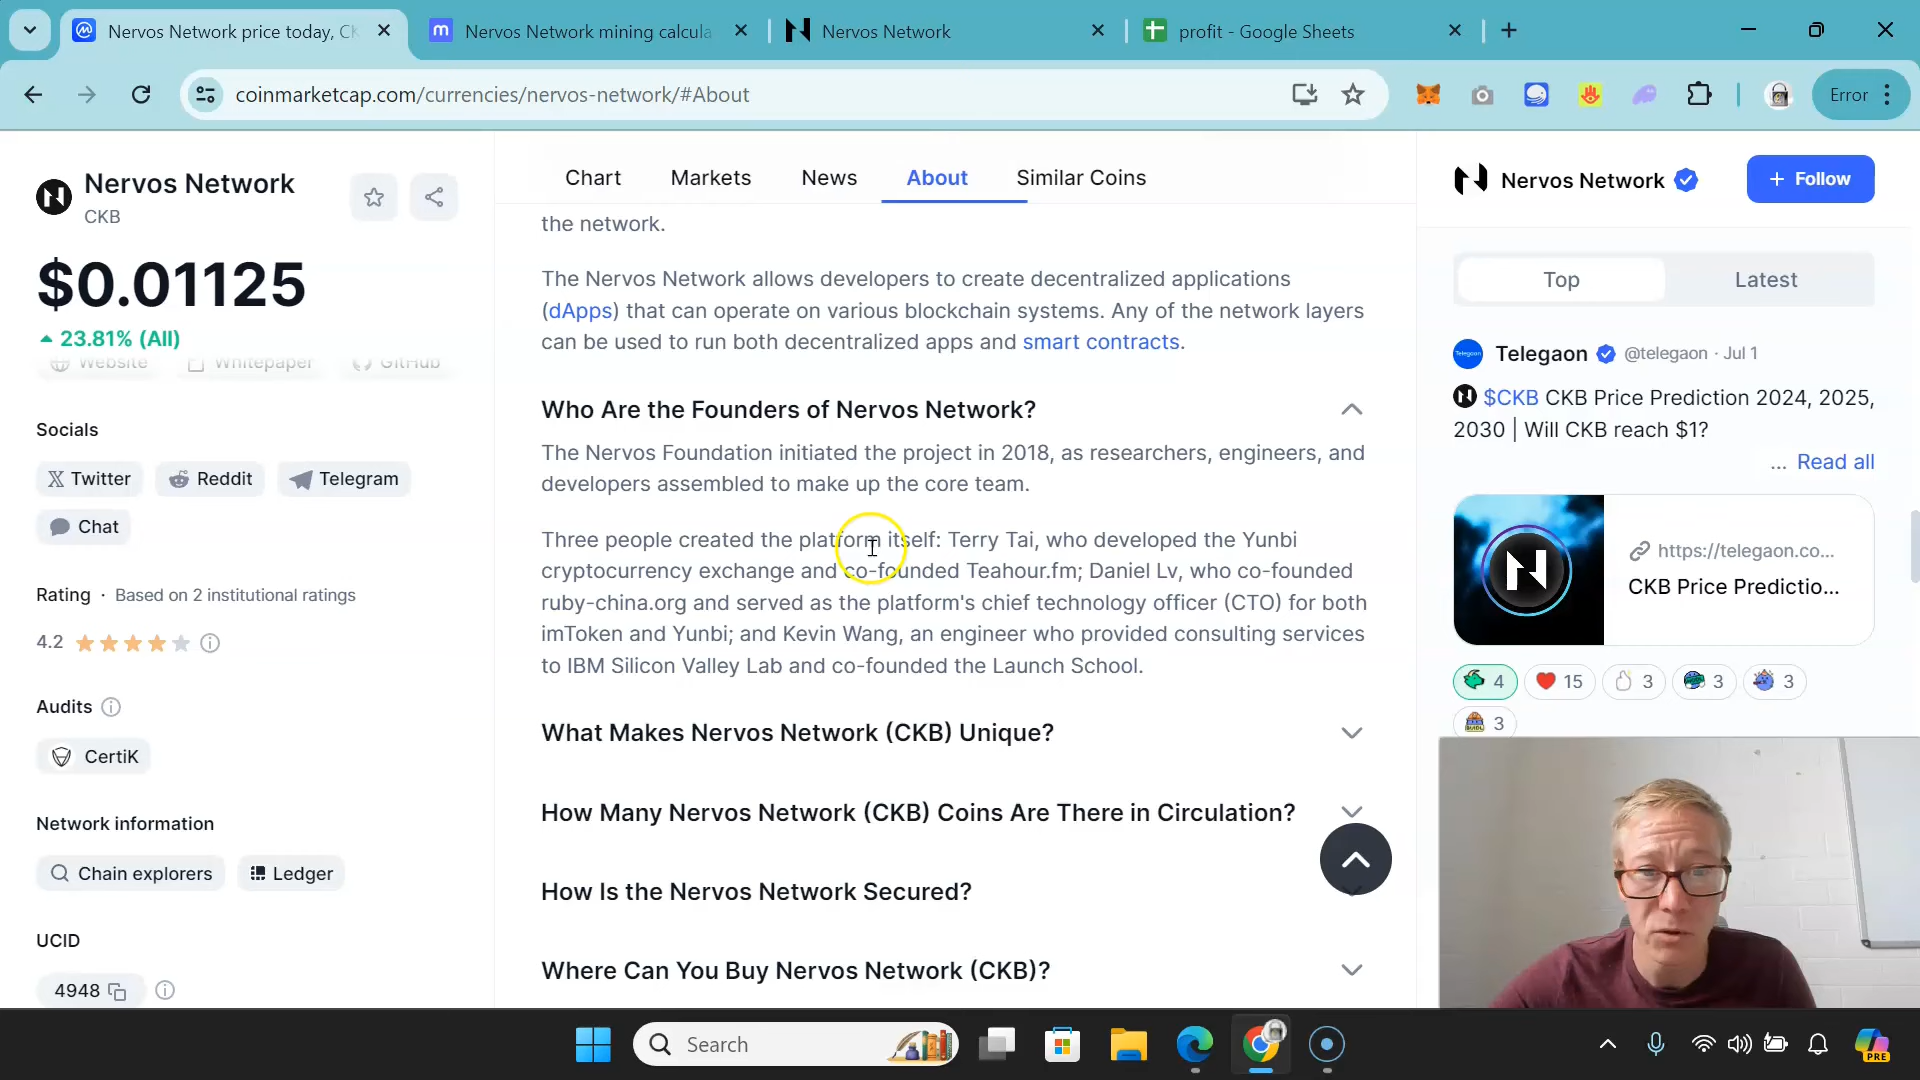 Nervos Network price today, CK
Nervos Network mining calcula
Nervos Network
profit - Google Sheets
coinmarketcap.com/currencies/nervos-network/#About
Error
Nervos Network
CKB
$0.01125
23.81% (All)
Website
Whitepaper
GitHub
Socials
Twitter
Reddit
Telegram
Chat
Rating · Based on 2 institutional ratings
4.2
Audits
CertiK
Network information
Chain explorers
Ledger
UCID
4948
Chart
Markets
News
About
Similar Coins
the network.
The Nervos Network allows developers to create decentralized applications
(dApps) that can operate on various blockchain systems. Any of the network layers
can be used to run both decentralized apps and smart contracts.
Who Are the Founders of Nervos Network?
The Nervos Foundation initiated the project in 2018, as researchers, engineers, and
developers assembled to make up the core team.
Three people created the platform itself: Terry Tai, who developed the Yunbi
cryptocurrency exchange and co-founded Teahour.fm; Daniel Lv, who co-founded
ruby-china.org and served as the platform's chief technology officer (CTO) for both
imToken and Yunbi; and Kevin Wang, an engineer who provided consulting services
to IBM Silicon Valley Lab and co-founded the Launch School.
What Makes Nervos Network (CKB) Unique?
How Many Nervos Network (CKB) Coins Are There in Circulation?
How Is the Nervos Network Secured?
Where Can You Buy Nervos Network (CKB)?
Nervos Network
+ Follow
Top
Latest
Telegaon
Telegaon @telegaon · Jul 1
$CKB CKB Price Prediction 2024, 2025,
2030 | Will CKB reach $1?
... Read all
https://telegaon.co...
CKB Price Predictio...
4
15
3
3
3
3
Search
PRE